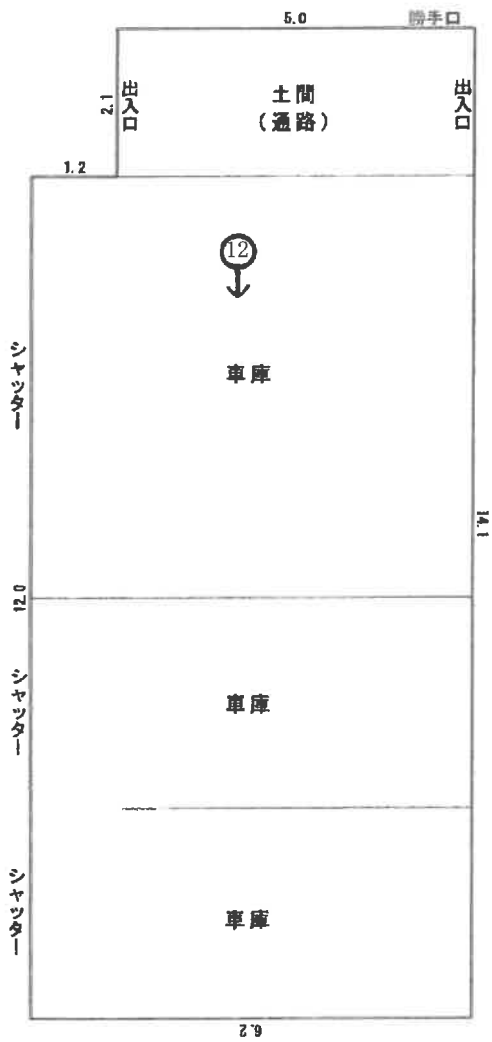 5.0
勝手口
2.1
出入口
土間
(通路)
出入口
1.2
12
シャッター
車庫
14.1
12.0
シャッター
車庫
シャッター
車庫
6.2